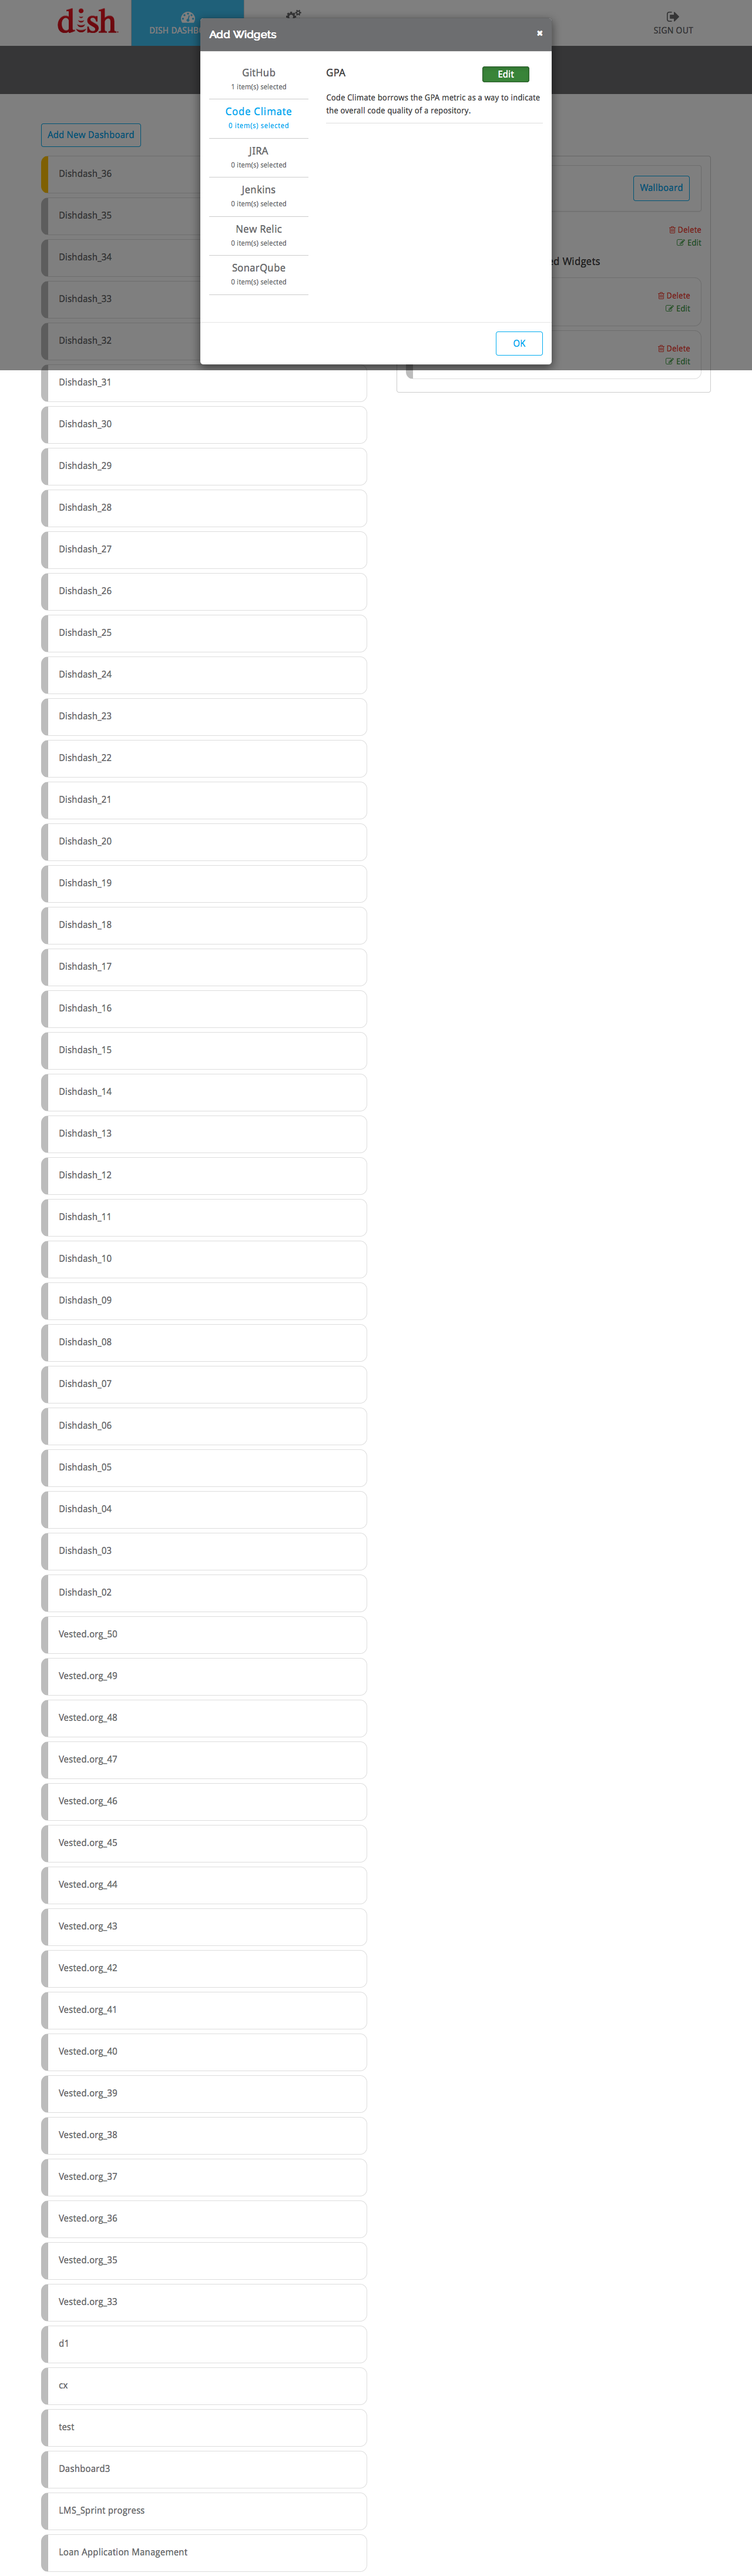 dish
DISH DASHBO
SIGN OUT
Add Widgets
×
GitHub
1 item(s) selected
Code Climate
0 item(s) selected
JIRA
0 item(s) selected
Jenkins
0 item(s) selected
New Relic
0 item(s) selected
SonarQube
0 item(s) selected
GPA
Edit
Code Climate borrows the GPA metric as a way to indicate
the overall code quality of a repository.
OK
Add New Dashboard
Dishdash_36
Dishdash_35
Dishdash_34
Dishdash_33
Dishdash_32
Dishdash_31
Dishdash_30
Dishdash_29
Dishdash_28
Dishdash_27
Dishdash_26
Dishdash_25
Dishdash_24
Dishdash_23
Dishdash_22
Dishdash_21
Dishdash_20
Dishdash_19
Dishdash_18
Dishdash_17
Dishdash_16
Dishdash_15
Dishdash_14
Dishdash_13
Dishdash_12
Dishdash_11
Dishdash_10
Dishdash_09
Dishdash_08
Dishdash_07
Dishdash_06
Dishdash_05
Dishdash_04
Dishdash_03
Dishdash_02
Vested.org_50
Vested.org_49
Vested.org_48
Vested.org_47
Vested.org_46
Vested.org_45
Vested.org_44
Vested.org_43
Vested.org_42
Vested.org_41
Vested.org_40
Vested.org_39
Vested.org_38
Vested.org_37
Vested.org_36
Vested.org_35
Vested.org_33
d1
cx
test
Dashboard3
LMS_Sprint progress
Loan Application Management
Wallboard
Delete
Edit
ed Widgets
Delete
Edit
Delete
Edit